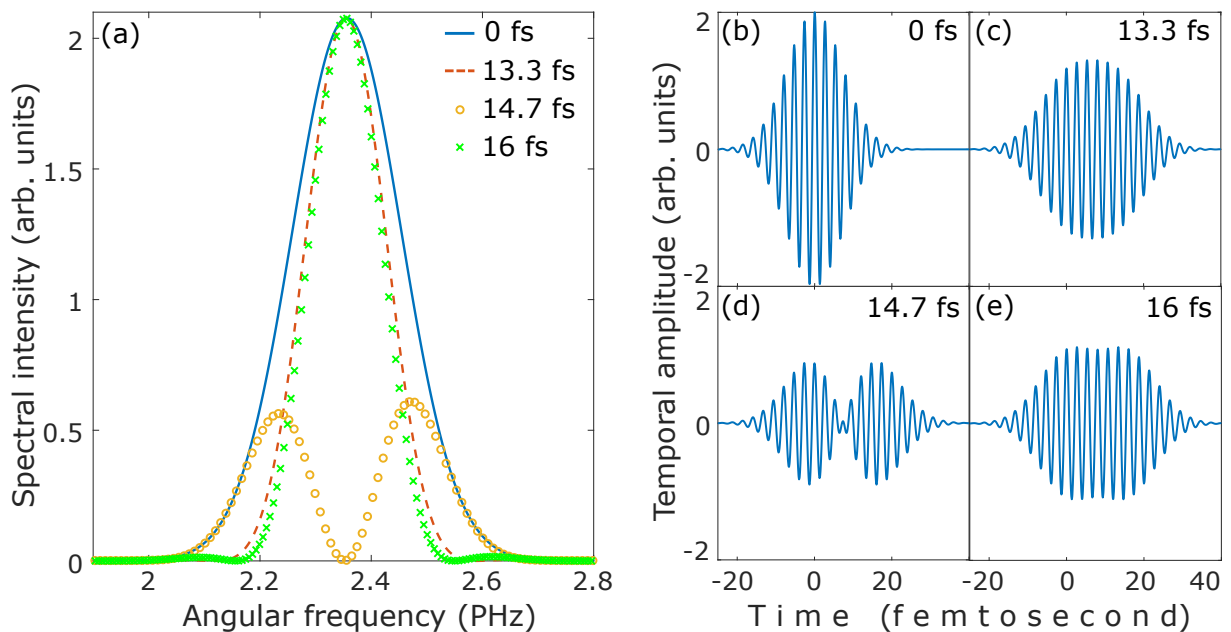 (a)
0 fs
13.3 fs
14.7 fs
16 fs
Spectral intensity (arb. units)
2
1.5
1
0.5
0
2
2.2
2.4
2.6
2.8
Angular frequency (PHz)
(b)
0 fs
(c)
13.3 fs
(d)
14.7 fs
(e)
16 fs
Temporal amplitude (arb. units)
2
0
-2
2
0
-2
-20
0
20
-20
0
20
40
Time (femtosecond)